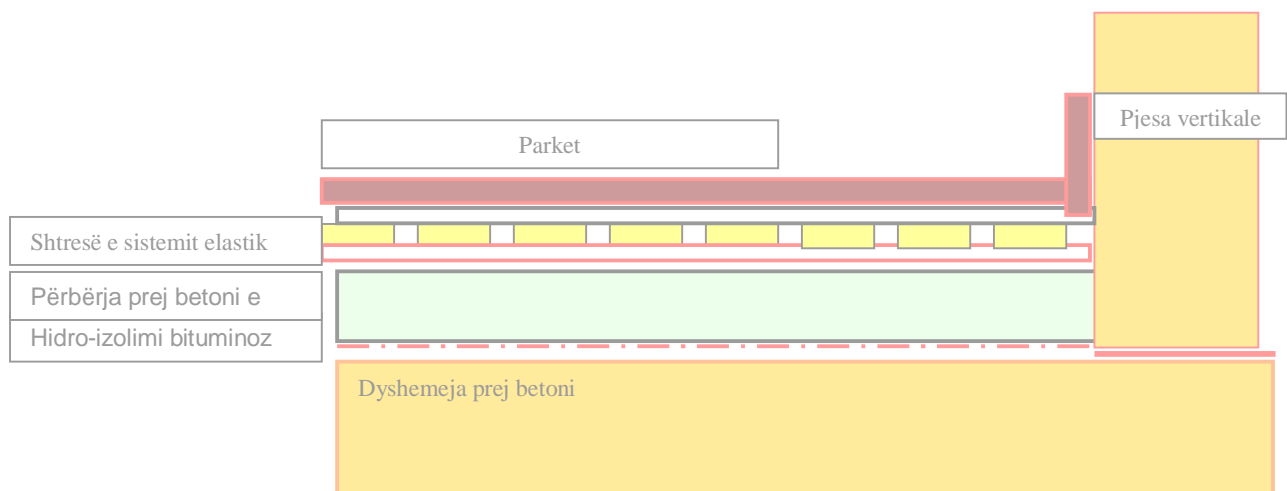 Pjesa vertikale
Parket
Shtresë e sistemit elastik
Përbërja prej betoni e
Hidro-izolimi bituminoz
Dyshemeja prej betoni